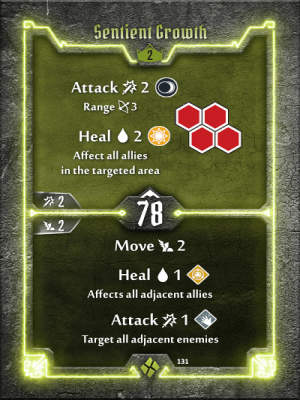 Sentient Growth
2
Attack 2
Range 3
Heal 2
Affect all allies
in the targeted area
2
78
2
Move 2
Heal 1
Affects all adjacent allies
Attack 1
Target all adjacent enemies
131